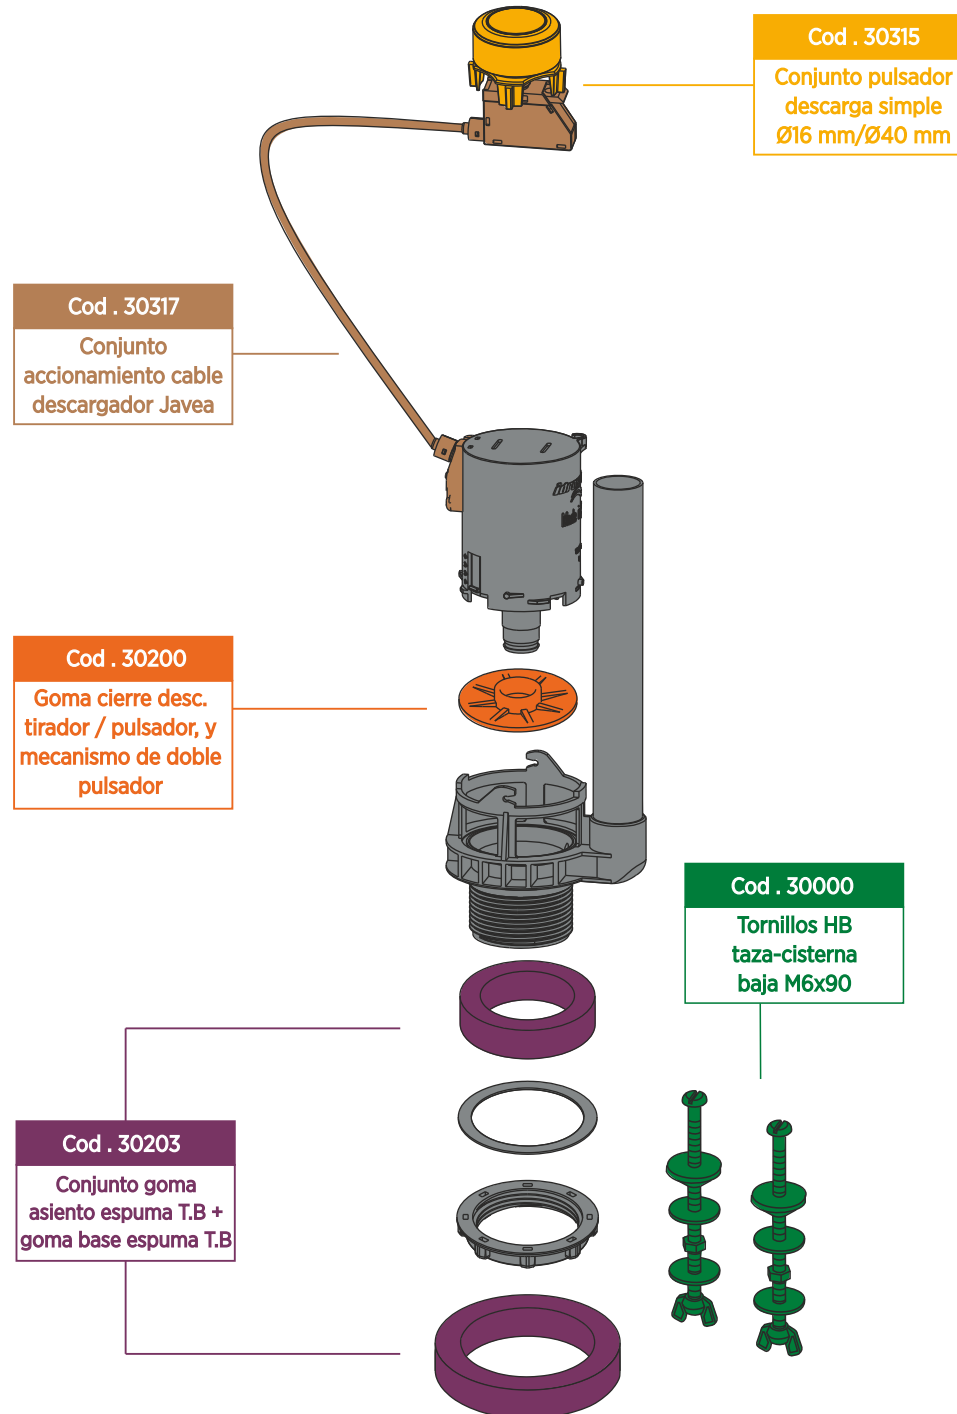 Cod . 30315
Conjunto pulsador
descarga simple
Ø16 mm/Ø40 mm
Cod . 30317
Conjunto
accionamiento cable
descargador Javea
Cod . 30200
Goma cierre desc.
tirador / pulsador, y
mecanismo de doble
pulsador
Cod . 30000
Tornillos HB
taza-cisterna
baja M6x90
Cod . 30203
Conjunto goma
asiento espuma T.B +
goma base espuma T.B